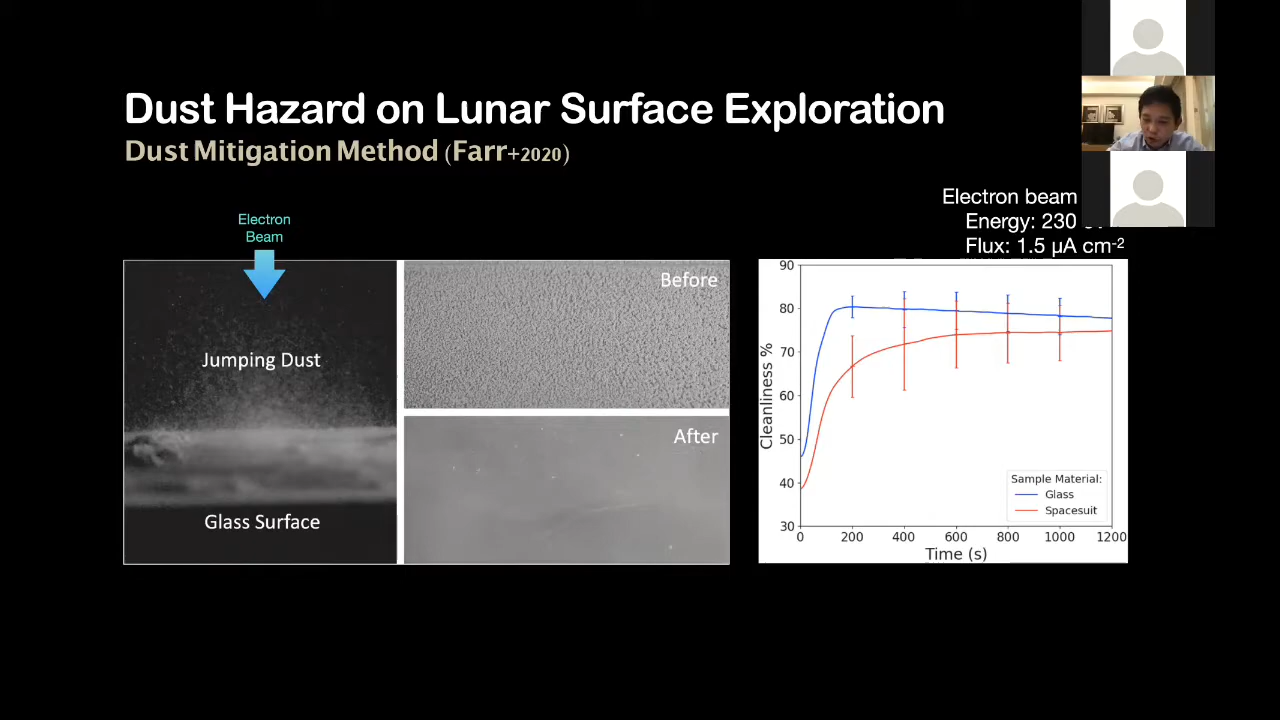 Dust Hazard on Lunar Surface Exploration
Dust Mitigation Method (Farr+2020)
Electron beam
Energy: 230
Flux: 1.5 µA cm-2
Electron
Beam
Jumping Dust
Glass Surface
Before
After
90
80
70
60
50
40
30
Cleanliness %
Sample Material:
Glass
Spacesuit
0 200 400 600 800 1000 1200
Time (s)